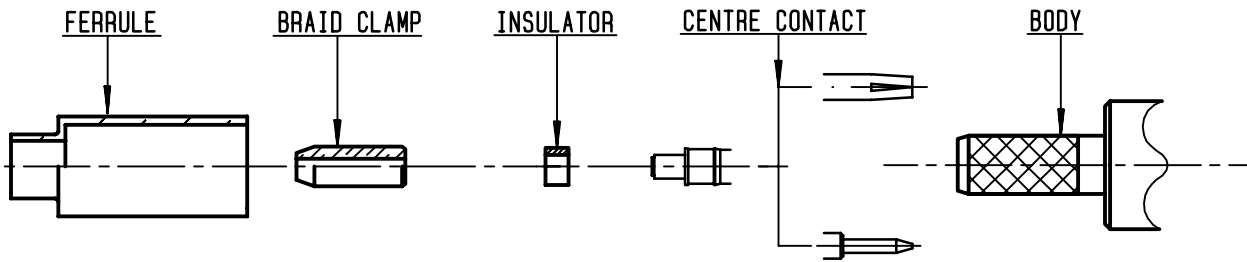 FERRULE
BRAID CLAMP
INSULATOR
CENTRE CONTACT
BODY